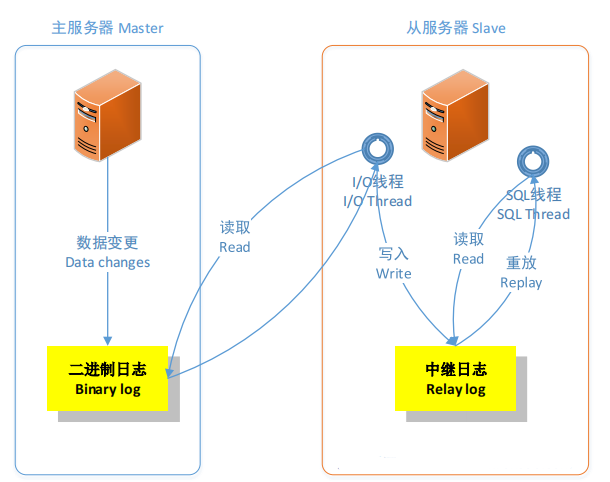 主服务器 Master
从服务器 Slave
I/O线程
I/O Thread
SQL线程
SQL Thread
数据变更
Data changes
读取
Read
写入
Write
读取
Read
重放
Replay
二进制日志
Binary log
中继日志
Relay log